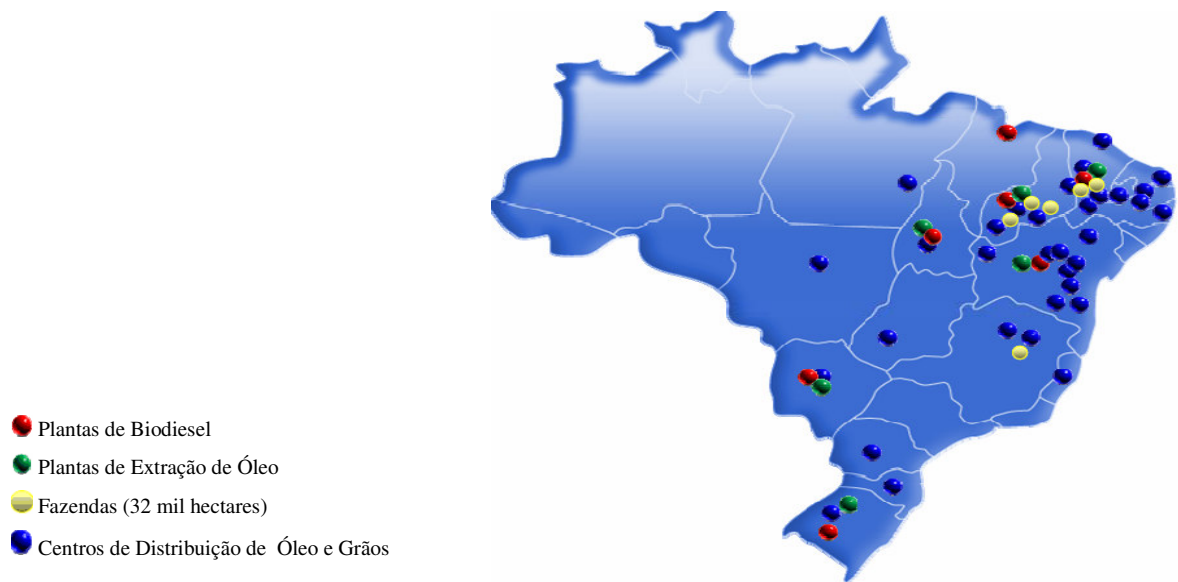 Plantas de Biodiesel
Plantas de Extração de Óleo
Fazendas (32 mil hectares)
Centros de Distribuição de Óleo e Grãos